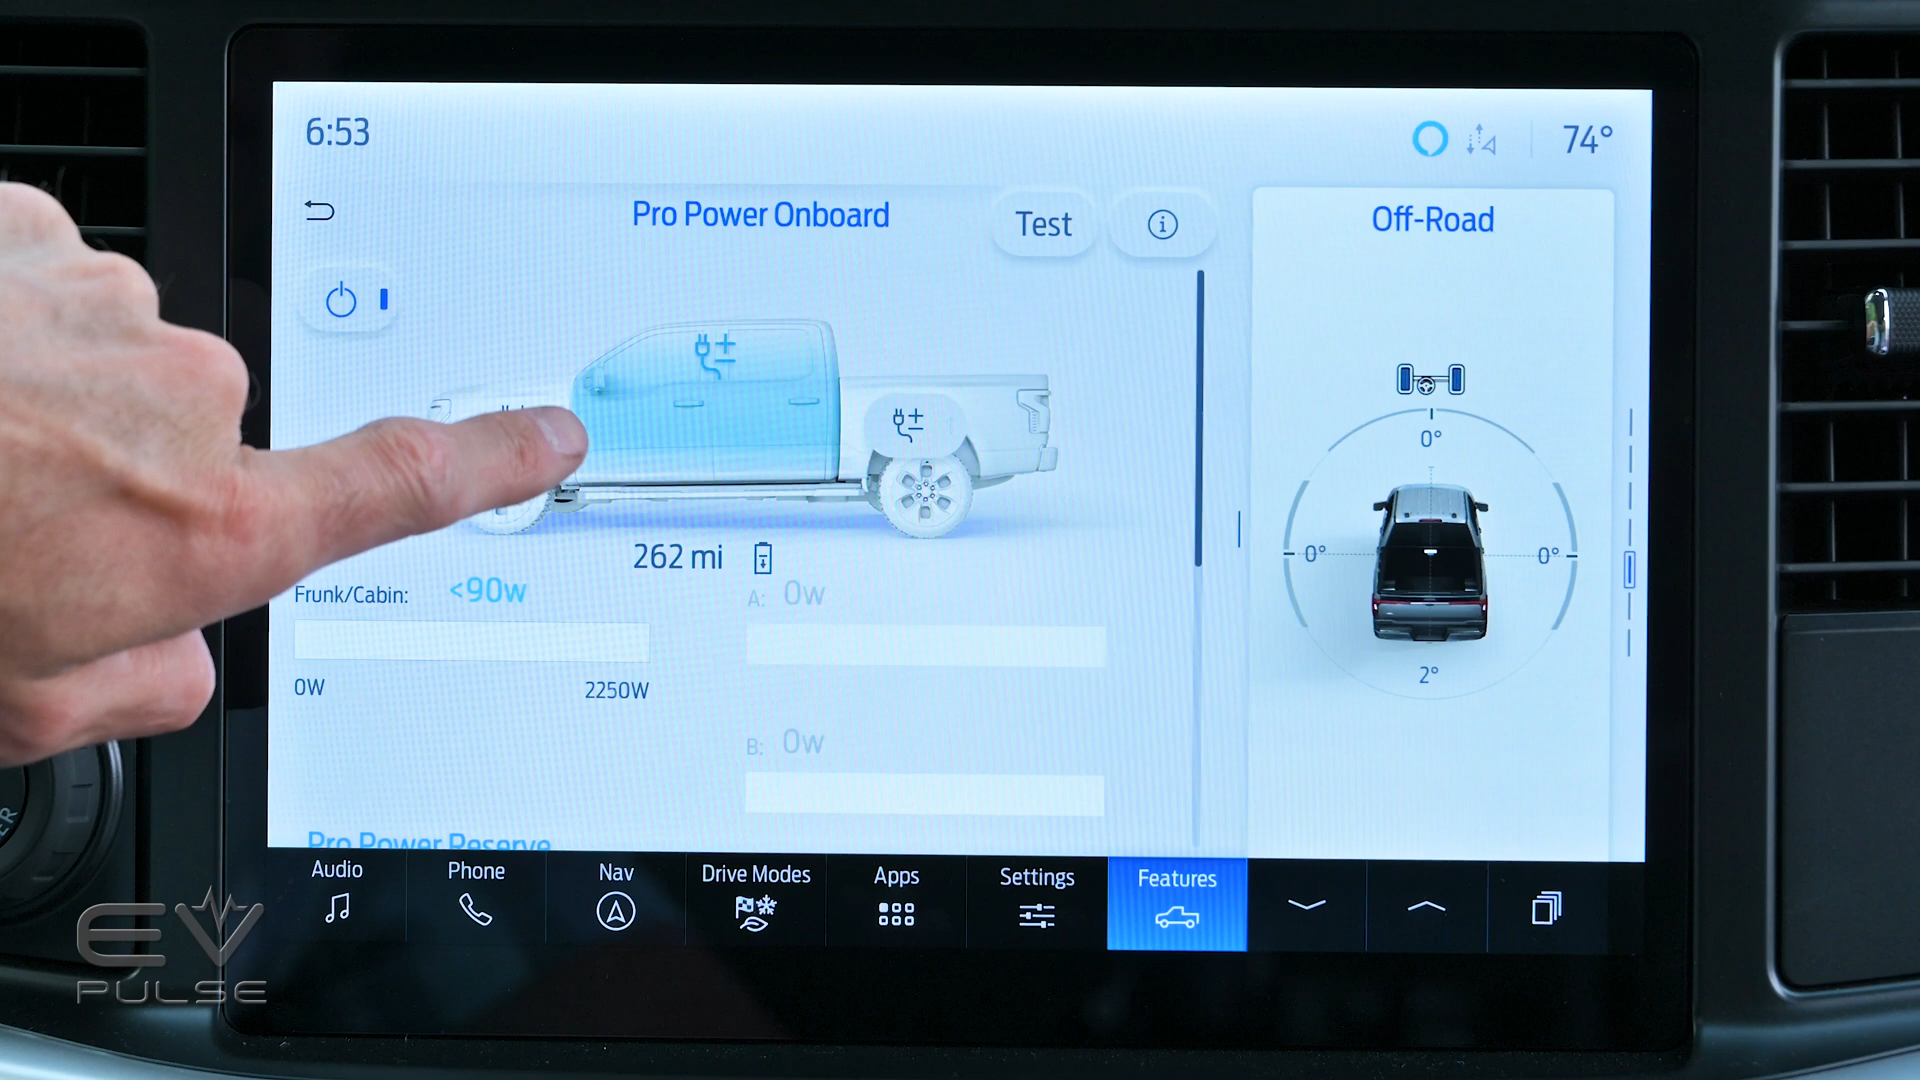 6:53
74°
Pro Power Onboard
Test
Off-Road
0°
0°
0°
2°
262 mi
Frunk/Cabin: <90w
0W 2250W
A: 0w
B: 0w
Pro Power Reserve
Audio
Phone
Nav
Drive Modes
Apps
Settings
Features
EV
PULSE